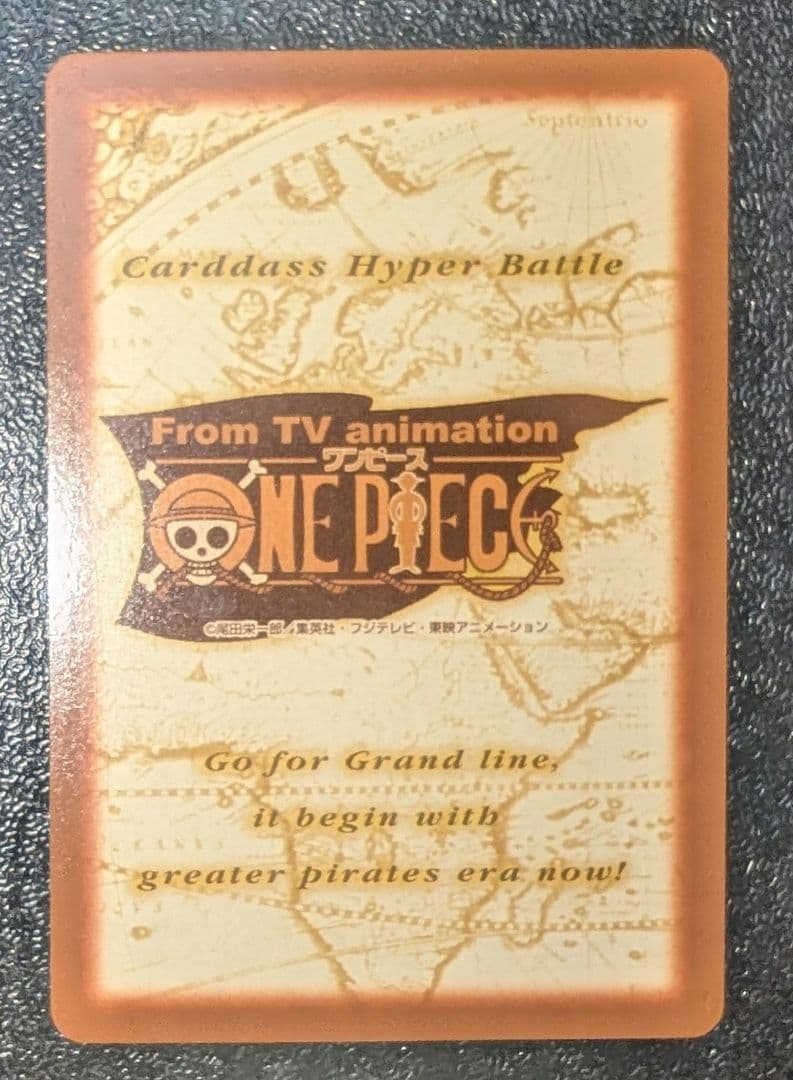 Septentrio
Carddass Hyper Battle
From TV animation
ワンピース
ONE PIECE
©尾田栄一郎／集英社・フジテレビ・東映アニメーション
Go for Grand line,
it begin with
greater pirates era now!